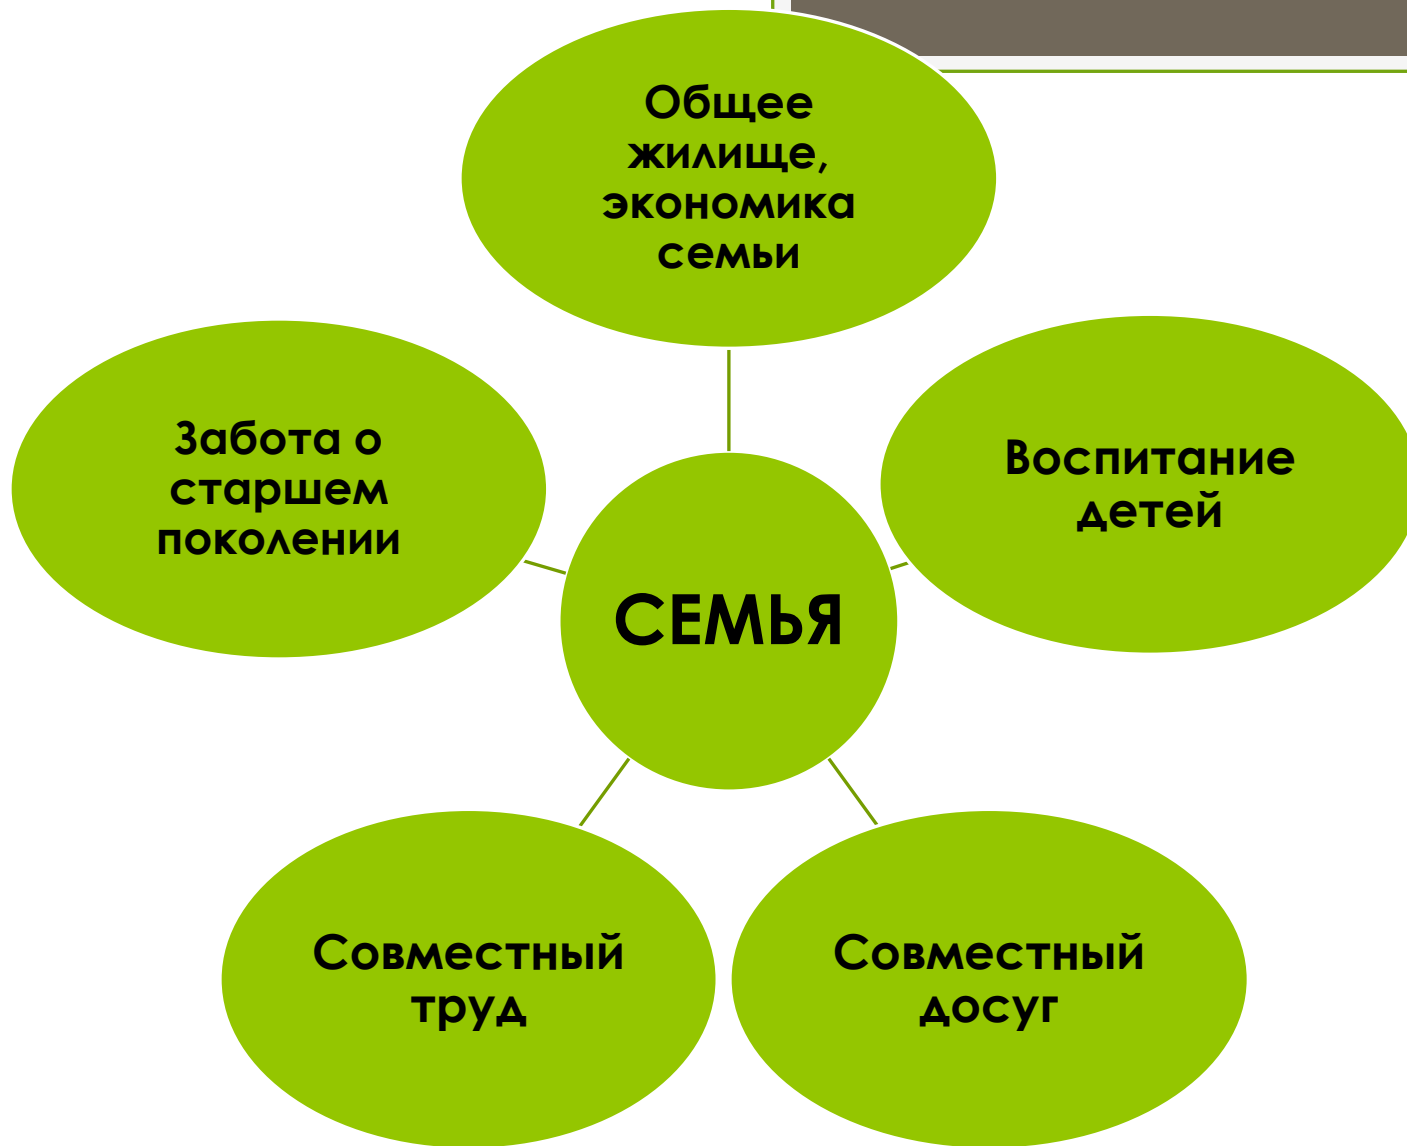 Общее
жилище,
экономика
семьи
Забота о
старшем
поколении
Воспитание
детей
СЕМЬЯ
Совместный
труд
Совместный
досуг